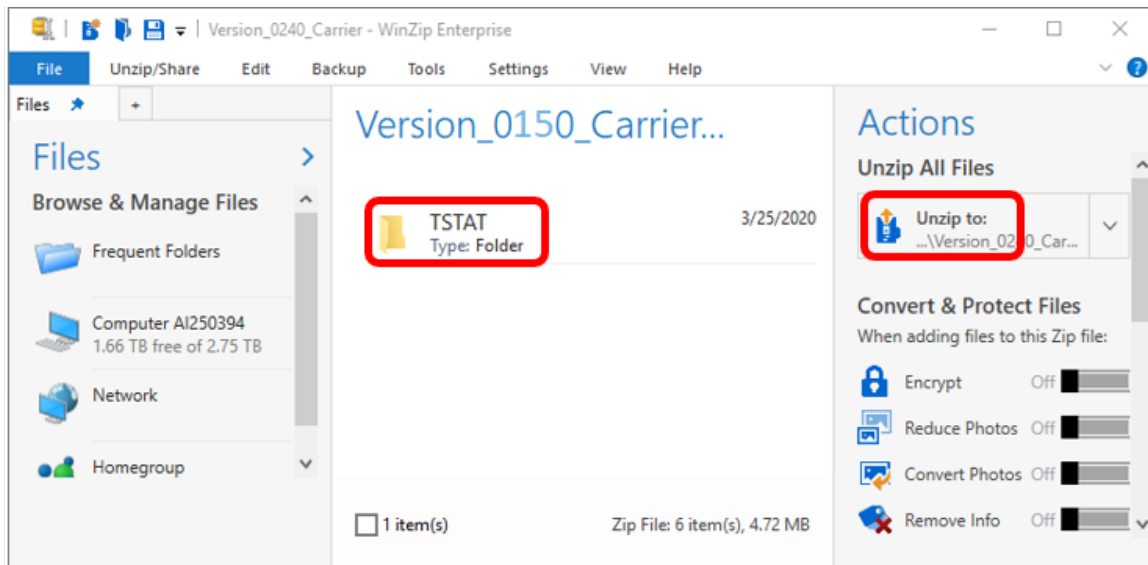 Version_0240_Carrier - WinZip Enterprise
File Unzip/Share Edit Backup Tools Settings View Help ?
Files +
Files
Browse & Manage Files
Frequent Folders
Computer AI250394
1.66 TB free of 2.75 TB
Network
Homegroup
Version_0150_Carrier...
TSTAT
Type: Folder
3/25/2020
1 item(s)
Zip File: 6 item(s), 4.72 MB
Actions
Unzip All Files
Unzip to:
...\Version_0240_Car...
Convert & Protect Files
When adding files to this Zip file:
Encrypt Off
Reduce Photos Off
Convert Photos Off
Remove Info Off